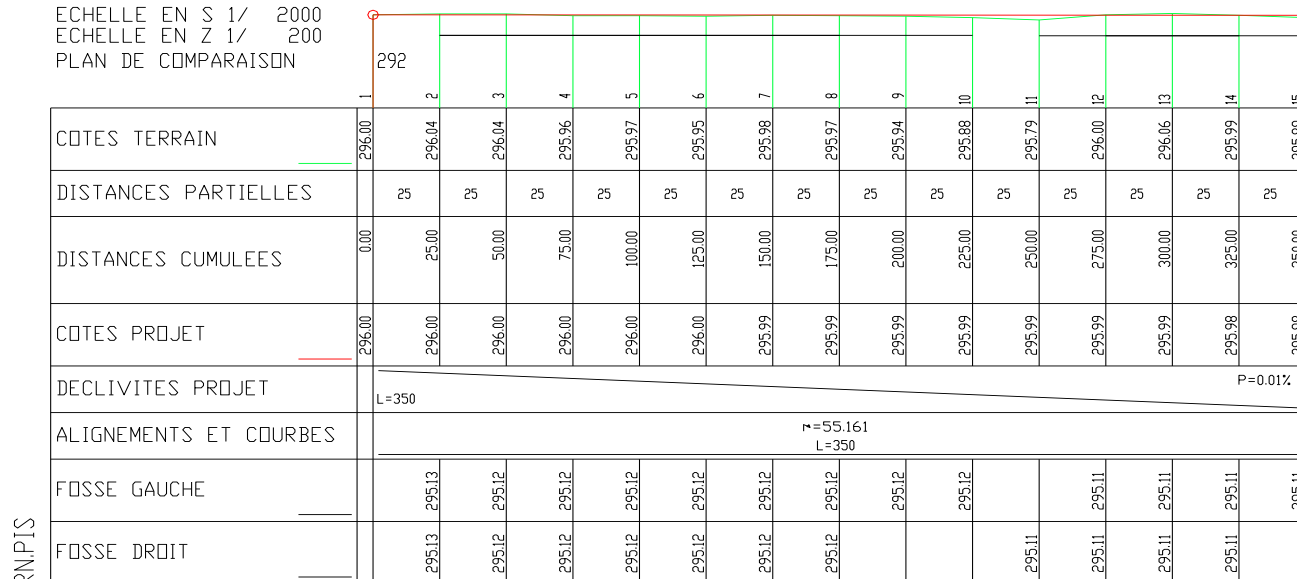 ECHELLE EN S 1/ 2000
ECHELLE EN Z 1/ 200
PLAN DE COMPARAISON 292
1 2 3 4 5 6 7 8 9 10 11 12 13 14 15
COTES TERRAIN 296.00 296.04 296.04 295.96 295.97 295.95 295.98 295.97 295.94 295.88 295.79 296.00 296.06 295.99
DISTANCES PARTIELLES 25 25 25 25 25 25 25 25 25 25 25 25 25 25
DISTANCES CUMULEES 0.00 25.00 50.00 75.00 100.00 125.00 150.00 175.00 200.00 225.00 250.00 275.00 300.00 325.00
COTES PROJET 296.00 296.00 296.00 296.00 296.00 296.00 295.99 295.99 295.99 295.99 295.99 295.99 295.99 295.98
DECLIVITES PROJET L=350 P=0.01%
ALIGNEMENTS ET COURBES =55.161
L=350
FOSSE GAUCHE 295.13 295.12 295.12 295.12 295.12 295.12 295.12 295.12 295.12 295.11 295.11 295.11
FOSSE DROIT 295.13 295.12 295.12 295.12 295.12 295.12 295.12 295.11 295.11 295.11 295.11
RN.PIS